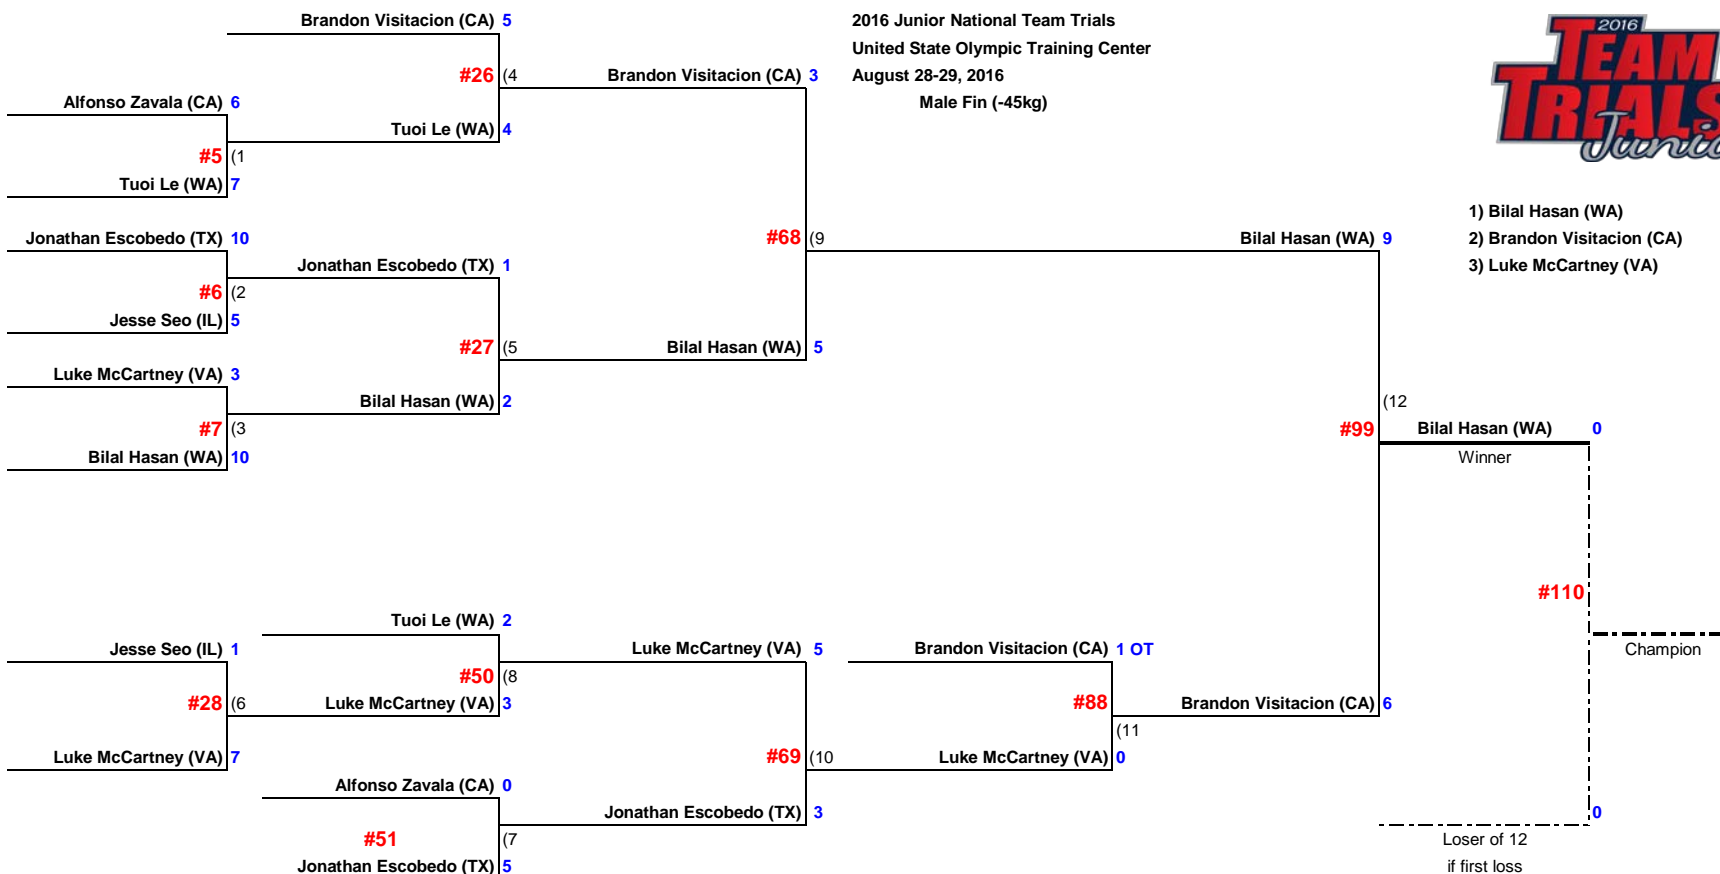 Brandon Visitacion (CA) 5
2016 Junior National Team Trials
United State Olympic Training Center
August 28-29, 2016
Male Fin (-45kg)
2016
TEAM
TRIALS
#26 (4
Brandon Visitacion (CA) 3
Alfonso Zavala (CA) 6
Tuoi Le (WA) 4
#5 (1
Tuoi Le (WA) 7
1) Bilal Hasan (WA)
2) Brandon Visitacion (CA)
3) Luke McCartney (VA)
Jonathan Escobedo (TX) 10
#68 (9
Bilal Hasan (WA) 9
Jonathan Escobedo (TX) 1
#6 (2
Jesse Seo (IL) 5
#27 (5
Bilal Hasan (WA) 5
Luke McCartney (VA) 3
Bilal Hasan (WA) 2
(12
#7 (3
#99
Bilal Hasan (WA) 0
Bilal Hasan (WA) 10
Winner
#110
Tuoi Le (WA) 2
Jesse Seo (IL) 1
Luke McCartney (VA) 5
Brandon Visitacion (CA) 1 OT
Champion
#50 (8
#28 (6
Luke McCartney (VA) 3
#88
Brandon Visitacion (CA) 6
(11
Luke McCartney (VA) 7
#69 (10
Luke McCartney (VA) 0
Alfonso Zavala (CA) 0
Jonathan Escobedo (TX) 3
0
#51 (7
Loser of 12
Jonathan Escobedo (TX) 5
if first loss